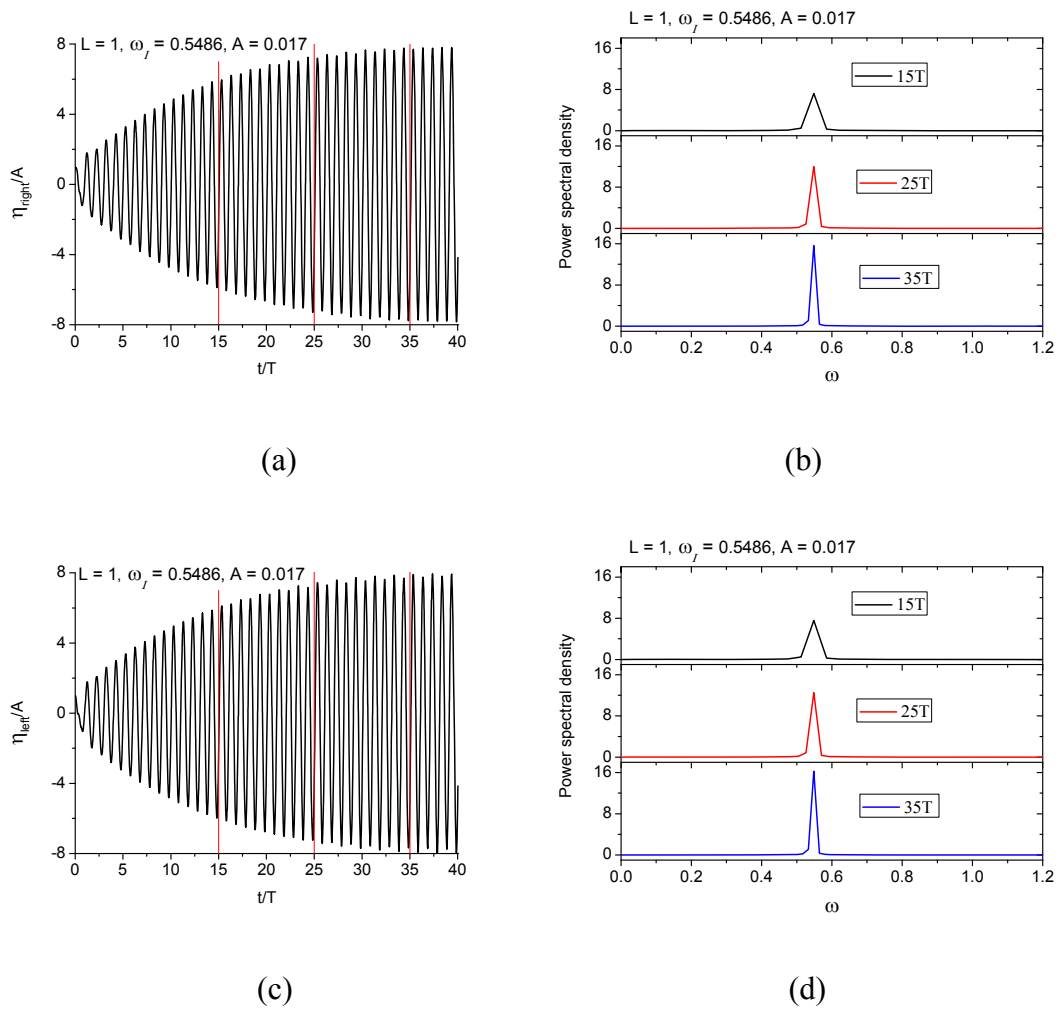 L = 1, ω_I = 0.5486, A = 0.017
8
4
0
-4
-8
η_right/A
0 5 10 15 20 25 30 35 40
t/T
(a)
L = 1, ω_I = 0.5486, A = 0.017
16
8
0
15T
16
8
0
25T
16
8
0
35T
Power spectral density
0.0 0.2 0.4 0.6 0.8 1.0 1.2
ω
(b)
L = 1, ω_I = 0.5486, A = 0.017
8
4
0
-4
-8
η_left/A
0 5 10 15 20 25 30 35 40
t/T
(c)
L = 1, ω_I = 0.5486, A = 0.017
16
8
0
15T
16
8
0
25T
16
8
0
35T
Power spectral density
0.0 0.2 0.4 0.6 0.8 1.0 1.2
ω
(d)